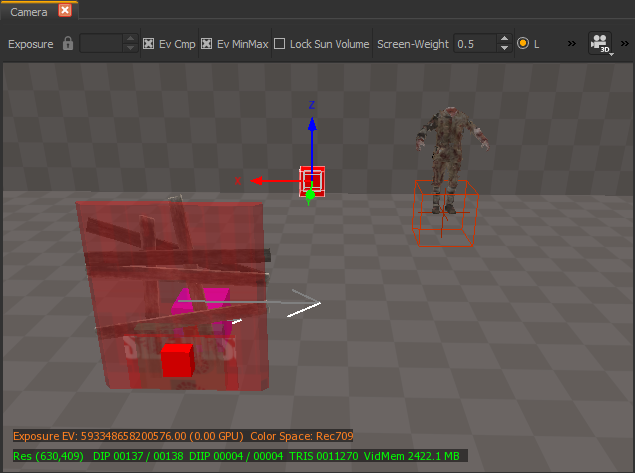 Camera
Exposure Ev Cmp Ev MinMax Lock Sun Volume Screen-Weight 0.5 L » 3D »
Z
X
Exposure EV: 593348658200576.00 (0.00 GPU) Color Space: Rec709
Res (630,409) DIP 00137 / 00138 DIIP 00004 / 00004 TRIS 0011270 VidMem 2422.1 MB